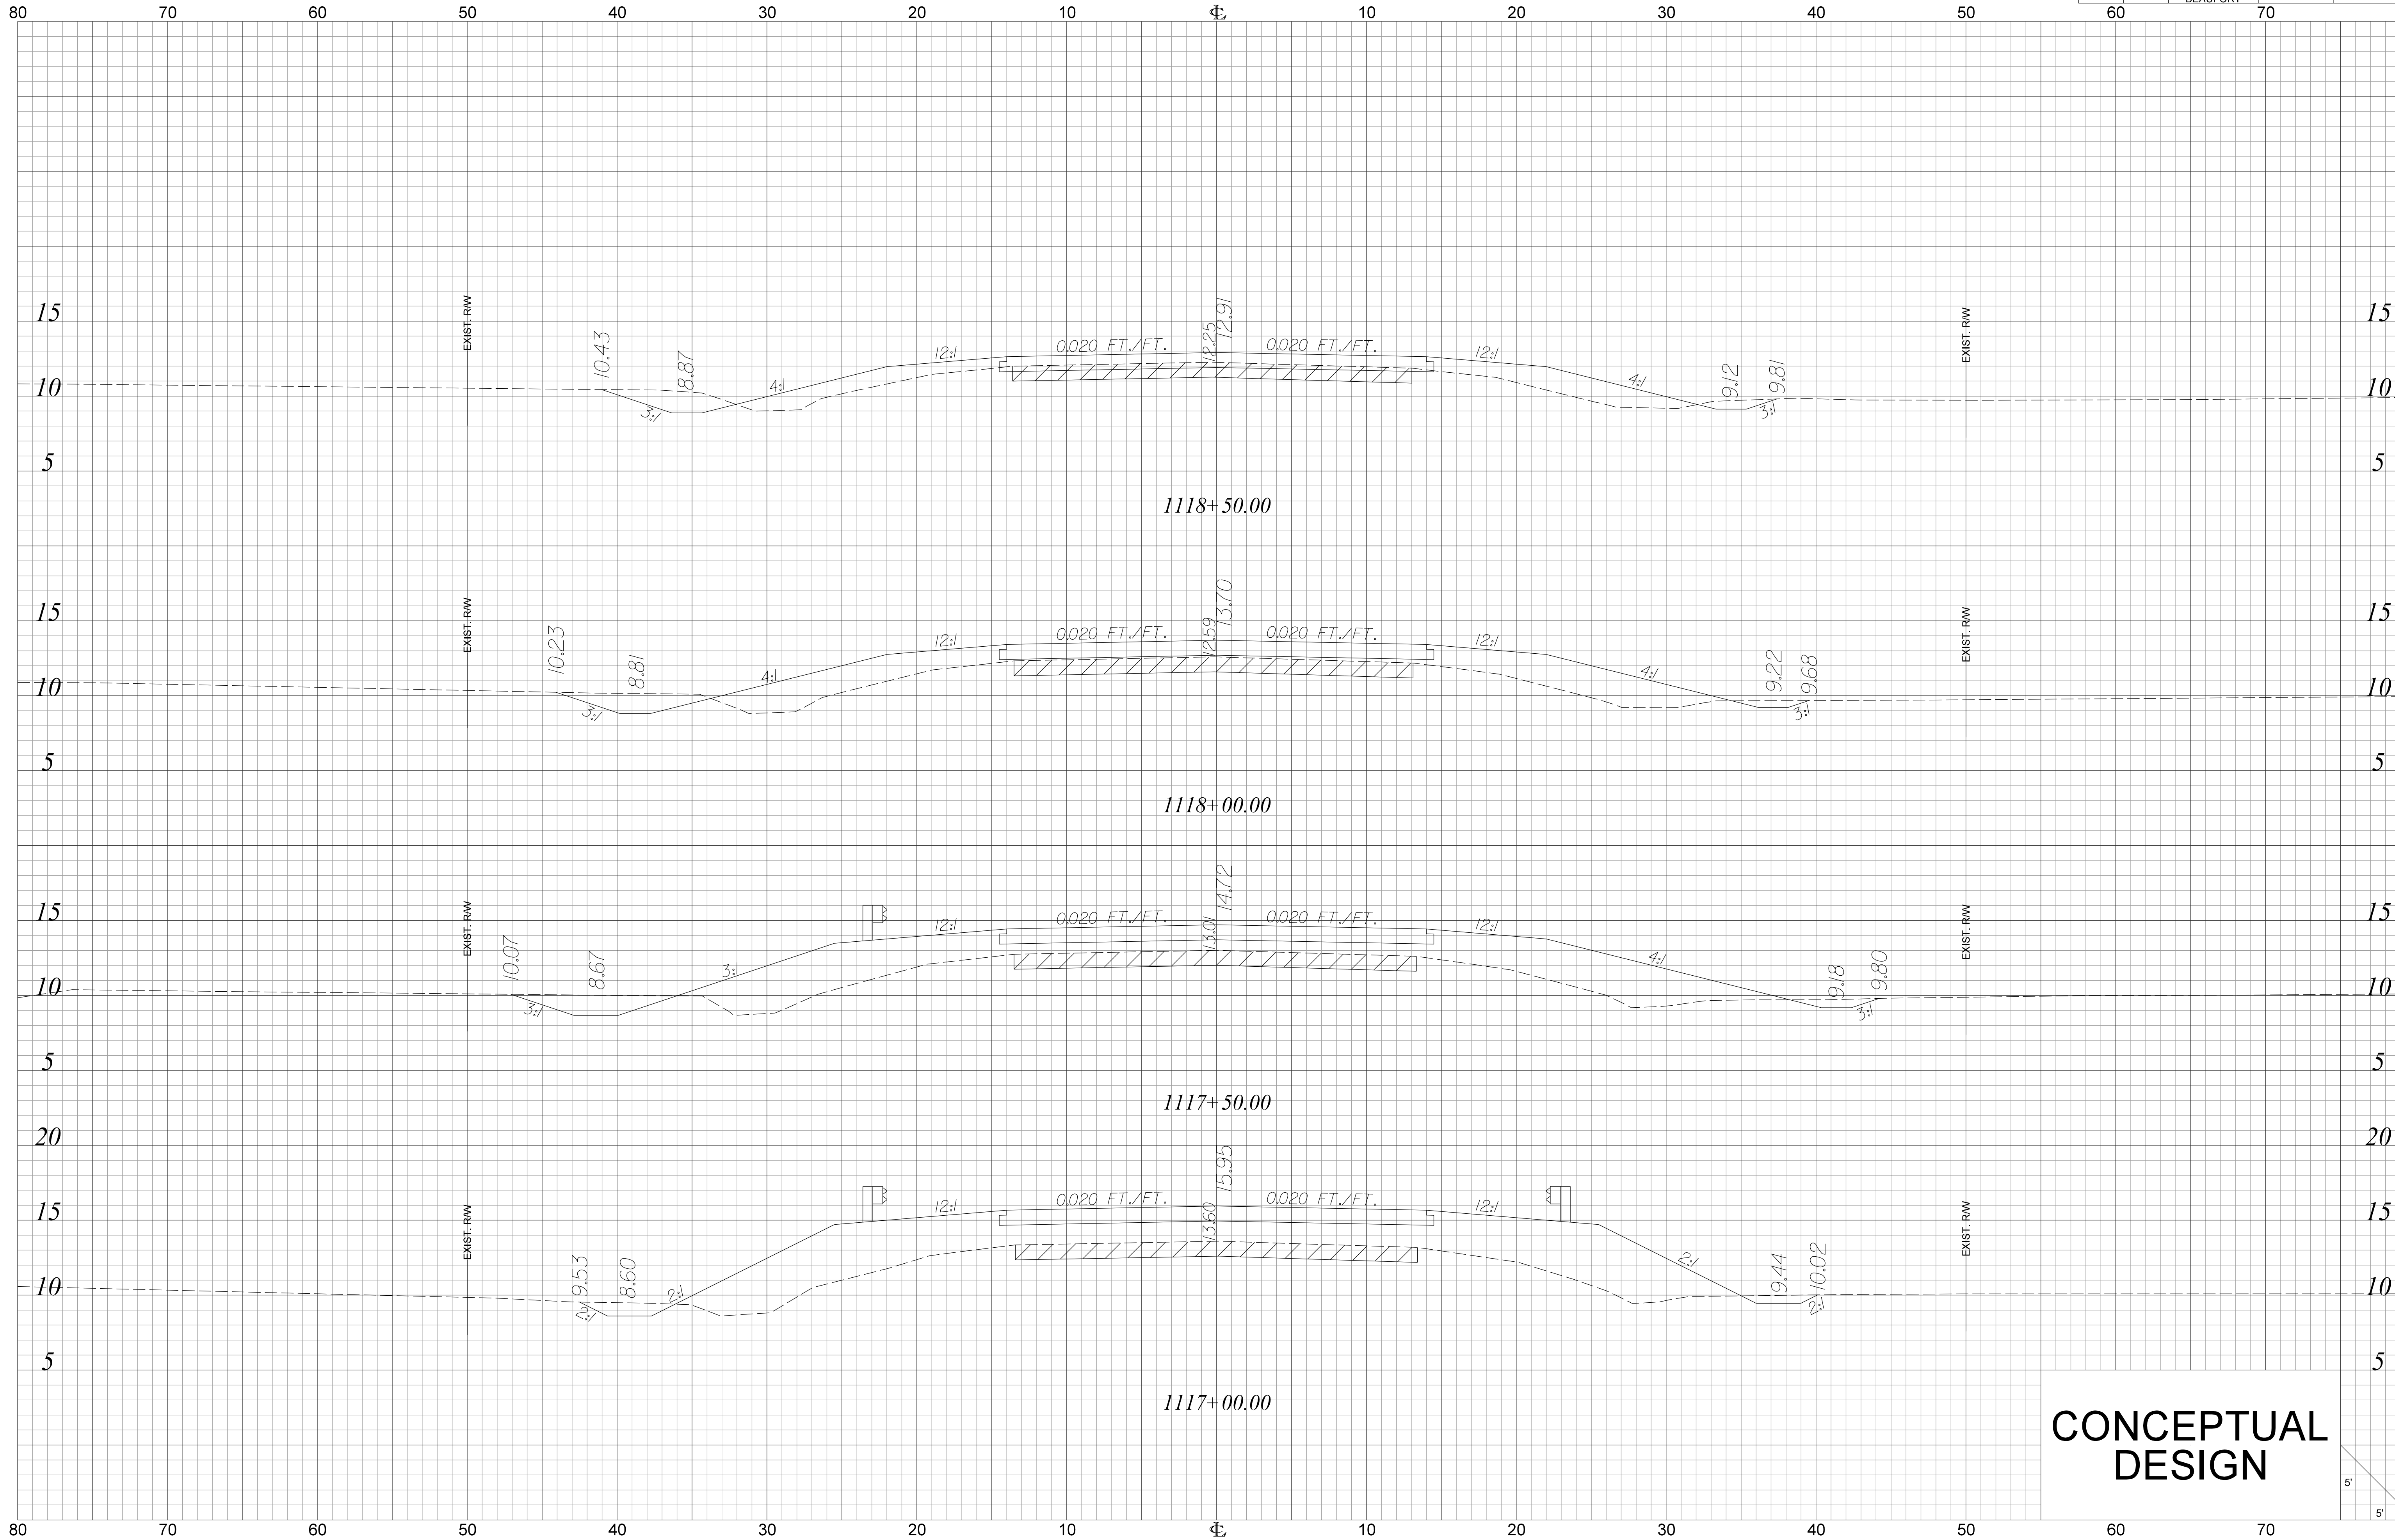 BEAUFORT
80 70 60 50 40 30 20 10 ℄ 10 20 30 40 50 60 70
15 EXIST. R/W 10.43 8.87 12.25 12.91 9.12 9.81 EXIST. R/W 15
3:1 4:1 12:1 0.020 FT./FT. 0.020 FT./FT. 12:1 4:1 3:1
10 10
5 5
1118+50.00
15 EXIST. R/W 10.23 8.81 12.59 13.70 9.22 9.68 EXIST. R/W 15
3:1 4:1 12:1 0.020 FT./FT. 0.020 FT./FT. 12:1 4:1 3:1
10 10
5 5
1118+00.00
15 EXIST. R/W 10.07 8.67 13.01 14.72 9.18 9.80 EXIST. R/W 15
3:1 3:1 12:1 0.020 FT./FT. 0.020 FT./FT. 12:1 4:1 3:1
10 10
5 5
1117+50.00
20 20
15 EXIST. R/W 9.53 8.60 13.60 15.95 9.44 10.02 EXIST. R/W 15
2:1 2:1 12:1 0.020 FT./FT. 0.020 FT./FT. 12:1 2:1 2:1
10 10
5 5
1117+00.00
CONCEPTUAL
DESIGN
5'
5'
80 70 60 50 40 30 20 10 ℄ 10 20 30 40 50 60 70